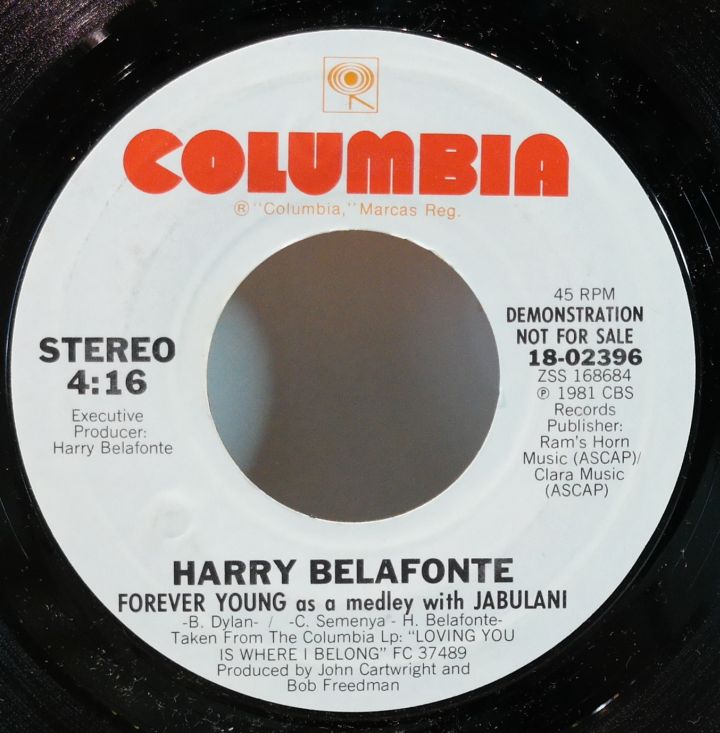 COLUMBIA
® "Columbia," Marcas Reg.
STEREO
4:16
Executive
Producer:
Harry Belafonte
45 RPM
DEMONSTRATION
NOT FOR SALE
18-02396
ZSS 168684
℗ 1981 CBS
Records
Publisher:
Ram's Horn
Music (ASCAP)/
Clara Music
(ASCAP)
HARRY BELAFONTE
FOREVER YOUNG as a medley with JABULANI
-B. Dylan- / -C. Semenya - H. Belafonte-
Taken From The Columbia Lp: "LOVING YOU
IS WHERE I BELONG" FC 37489
Produced by John Cartwright and
Bob Freedman